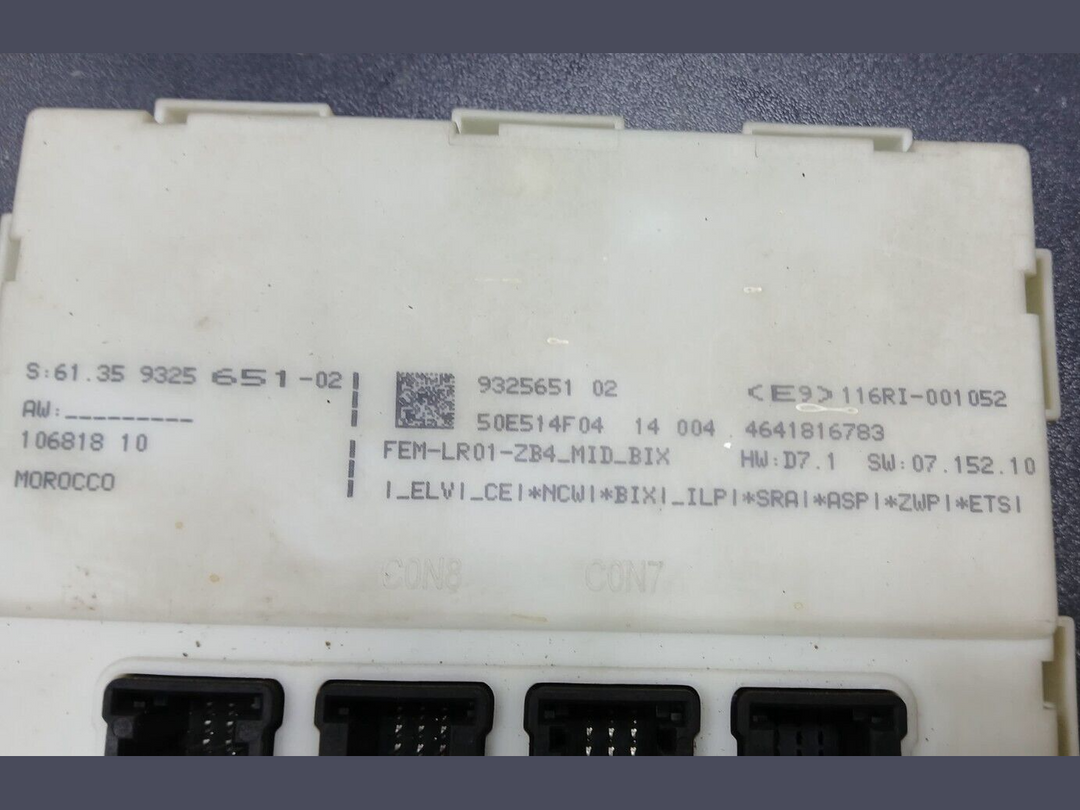 S:61.35 9325 651-02
AW:_________
106818 10
MOROCCO
9325651 02
<E9>116RI-001052
50E514F04 14 004 4641816783
FEM-LR01-ZB4_MID_BIX HW:D7.1 SW:07.152.10
|_ELV|_CE|*NCW|*BIX|_ILP|*SRA|*ASP|*ZWP|*ETS|
CON8 CON7